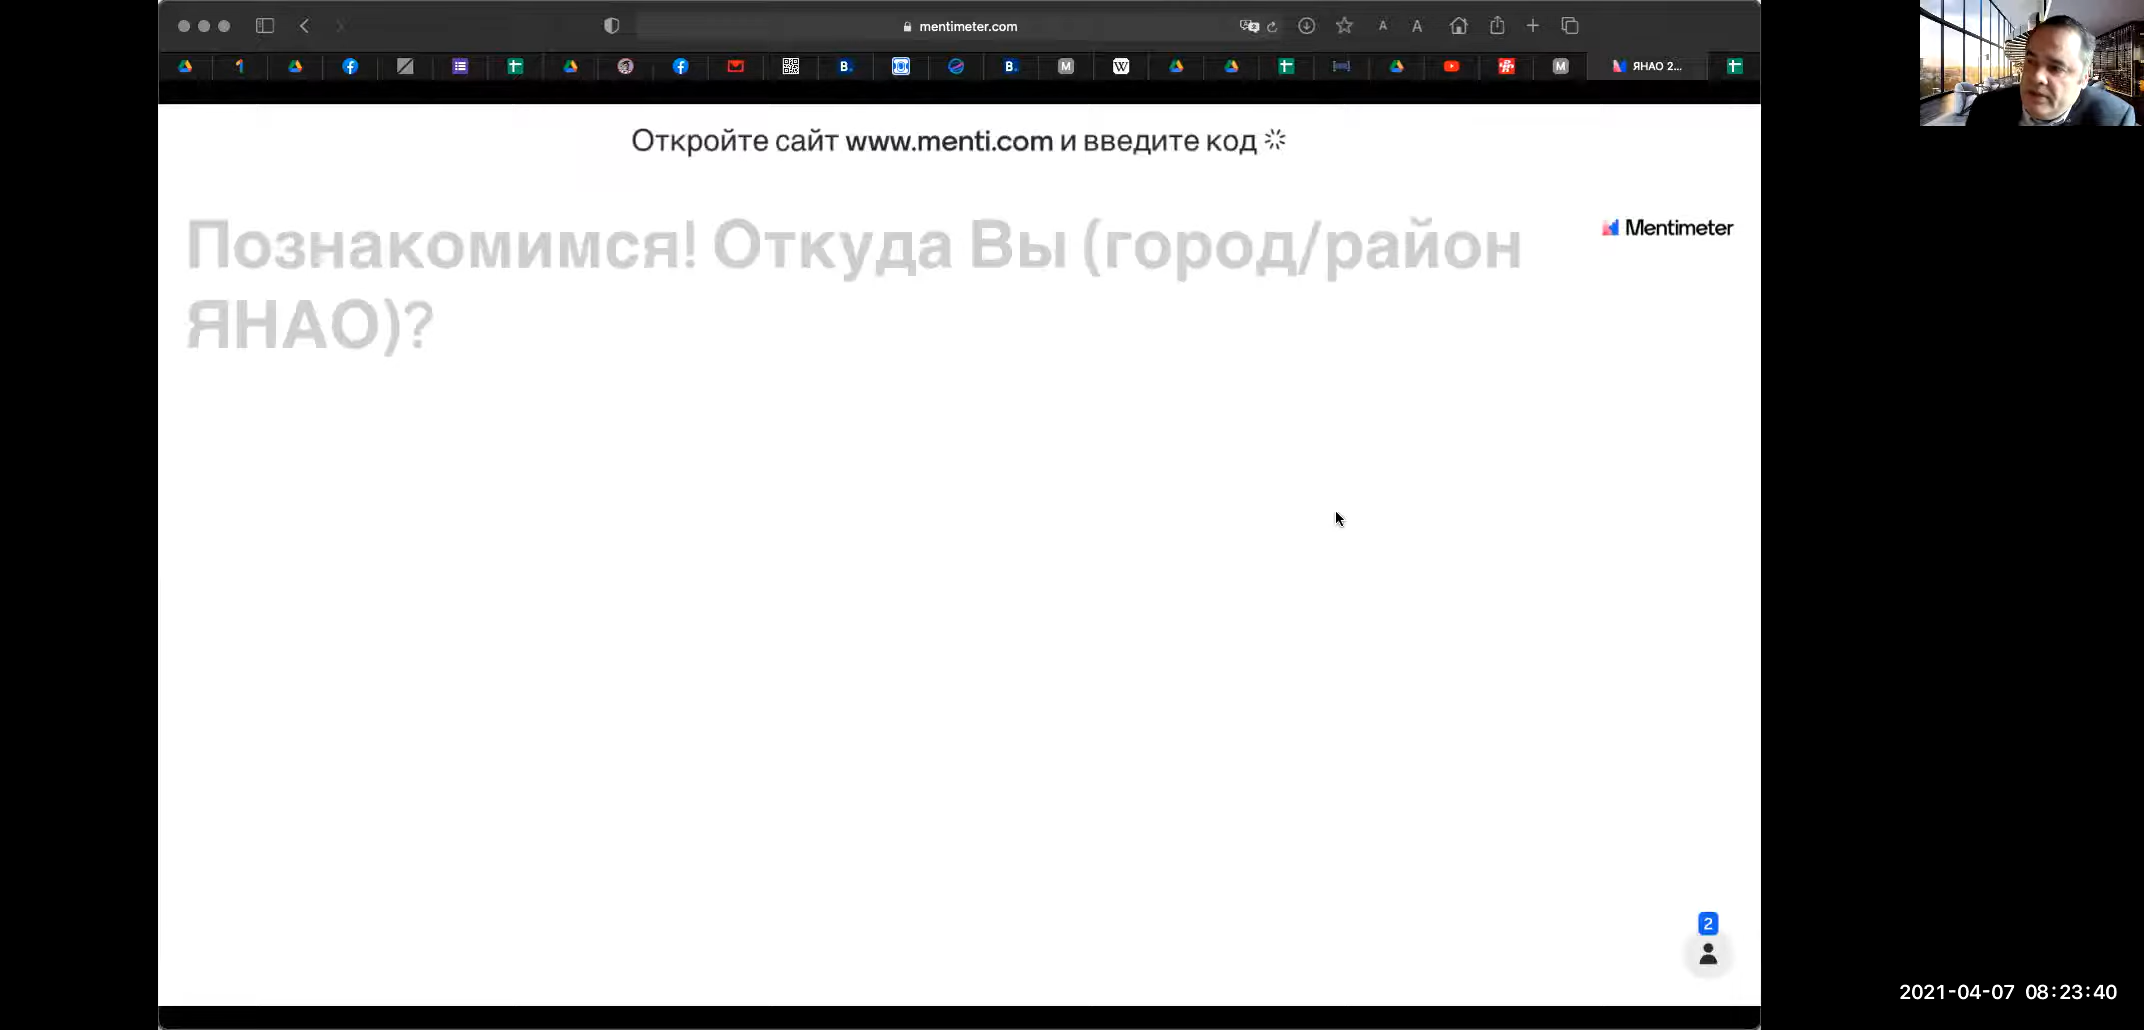 mentimeter.com
A A
1 B. B. M W M ЯНАО 2...
Откройте сайт www.menti.com и введите код
Познакомимся! Откуда Вы (город/район
ЯНАО)?
Mentimeter
2
2021-04-07 08:23:40